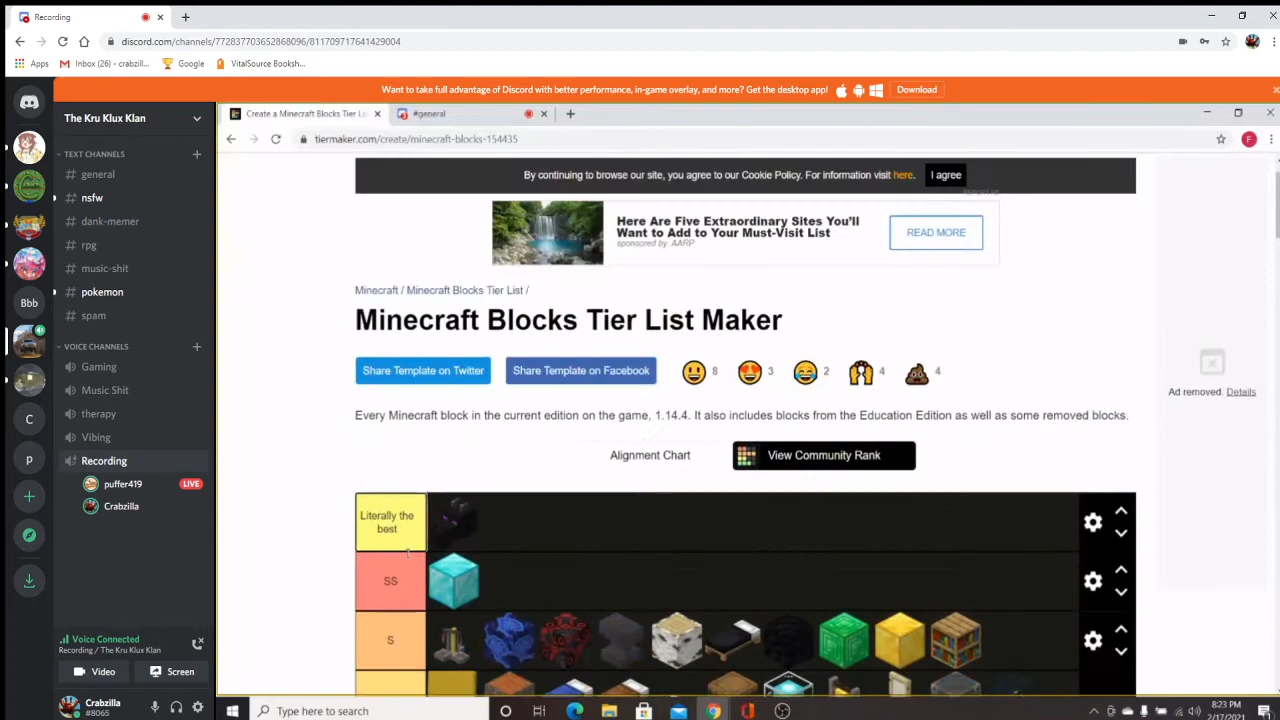 Recording
discord.com/channels/772837703652868096/811097717641429004
Apps
Inbox (26) - crabzill...
Google
VitalSource Booksh...
Want to take full advantage of Discord with better performance, in-game overlay, and more? Get the desktop app!
Download
The Kru Klux Klan
Create a Minecraft Blocks Tier Lis
#general
tiermaker.com/create/minecraft-blocks-154435
F
TEXT CHANNELS
general
nsfw
dank-memer
rpg
music-shit
pokemon
spam
VOICE CHANNELS
Gaming
Music Shit
therapy
Vibing
Recording
puffer419
LIVE
Crabzilla
Bbb
C
P
By continuing to browse our site, you agree to our Cookie Policy. For information visit here.
I agree
Here Are Five Extraordinary Sites You'll
Want to Add to Your Must-Visit List
sponsored by: AARP
READ MORE
Minecraft / Minecraft Blocks Tier List /
Minecraft Blocks Tier List Maker
Share Template on Twitter
Share Template on Facebook
8
3
2
4
4
Ad removed. Details
Every Minecraft block in the current edition on the game, 1.14.4. It also includes blocks from the Education Edition as well as some removed blocks.
Alignment Chart
View Community Rank
Literally the
best
SS
S
Voice Connected
Recording / The Kru Klux Klan
Video
Screen
Crabzilla
#8065
Type here to search
8:23 PM
2/17/2021